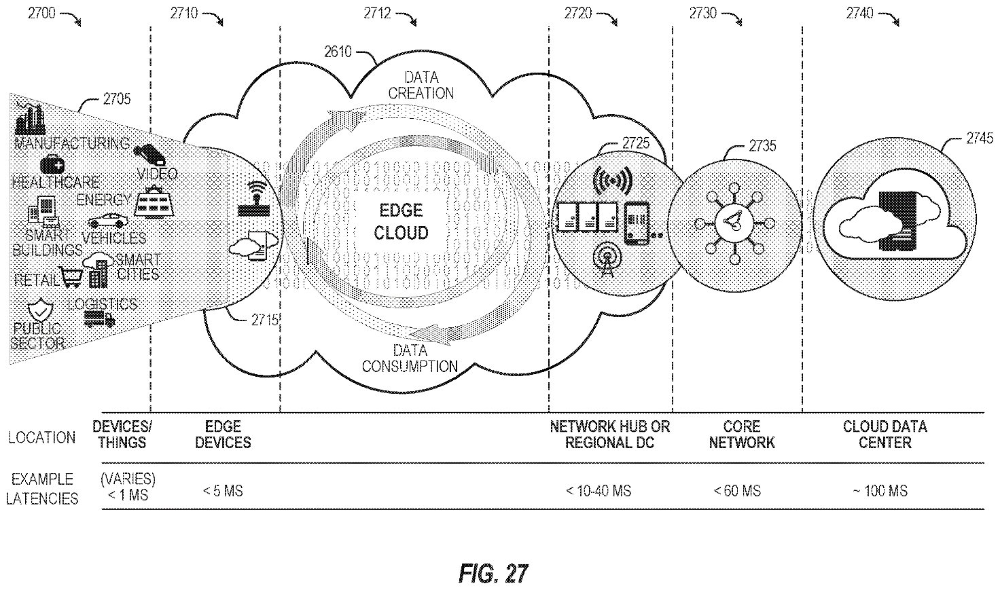 2700
2710
2712
2720
2730
2740
2610
DATA
CREATION
2705
MANUFACTURING
VIDEO
HEALTHCARE
ENERGY
SMART
BUILDINGS
VEHICLES
SMART
CITIES
RETAIL
LOGISTICS
PUBLIC
SECTOR
2715
EDGE
CLOUD
DATA
CONSUMPTION
2725
2735
2745
LOCATION
DEVICES/
THINGS
EDGE
DEVICES
NETWORK HUB OR
REGIONAL DC
CORE
NETWORK
CLOUD DATA
CENTER
EXAMPLE
LATENCIES
(VARIES)
< 1 MS
< 5 MS
< 10-40 MS
< 60 MS
~ 100 MS
FIG. 27